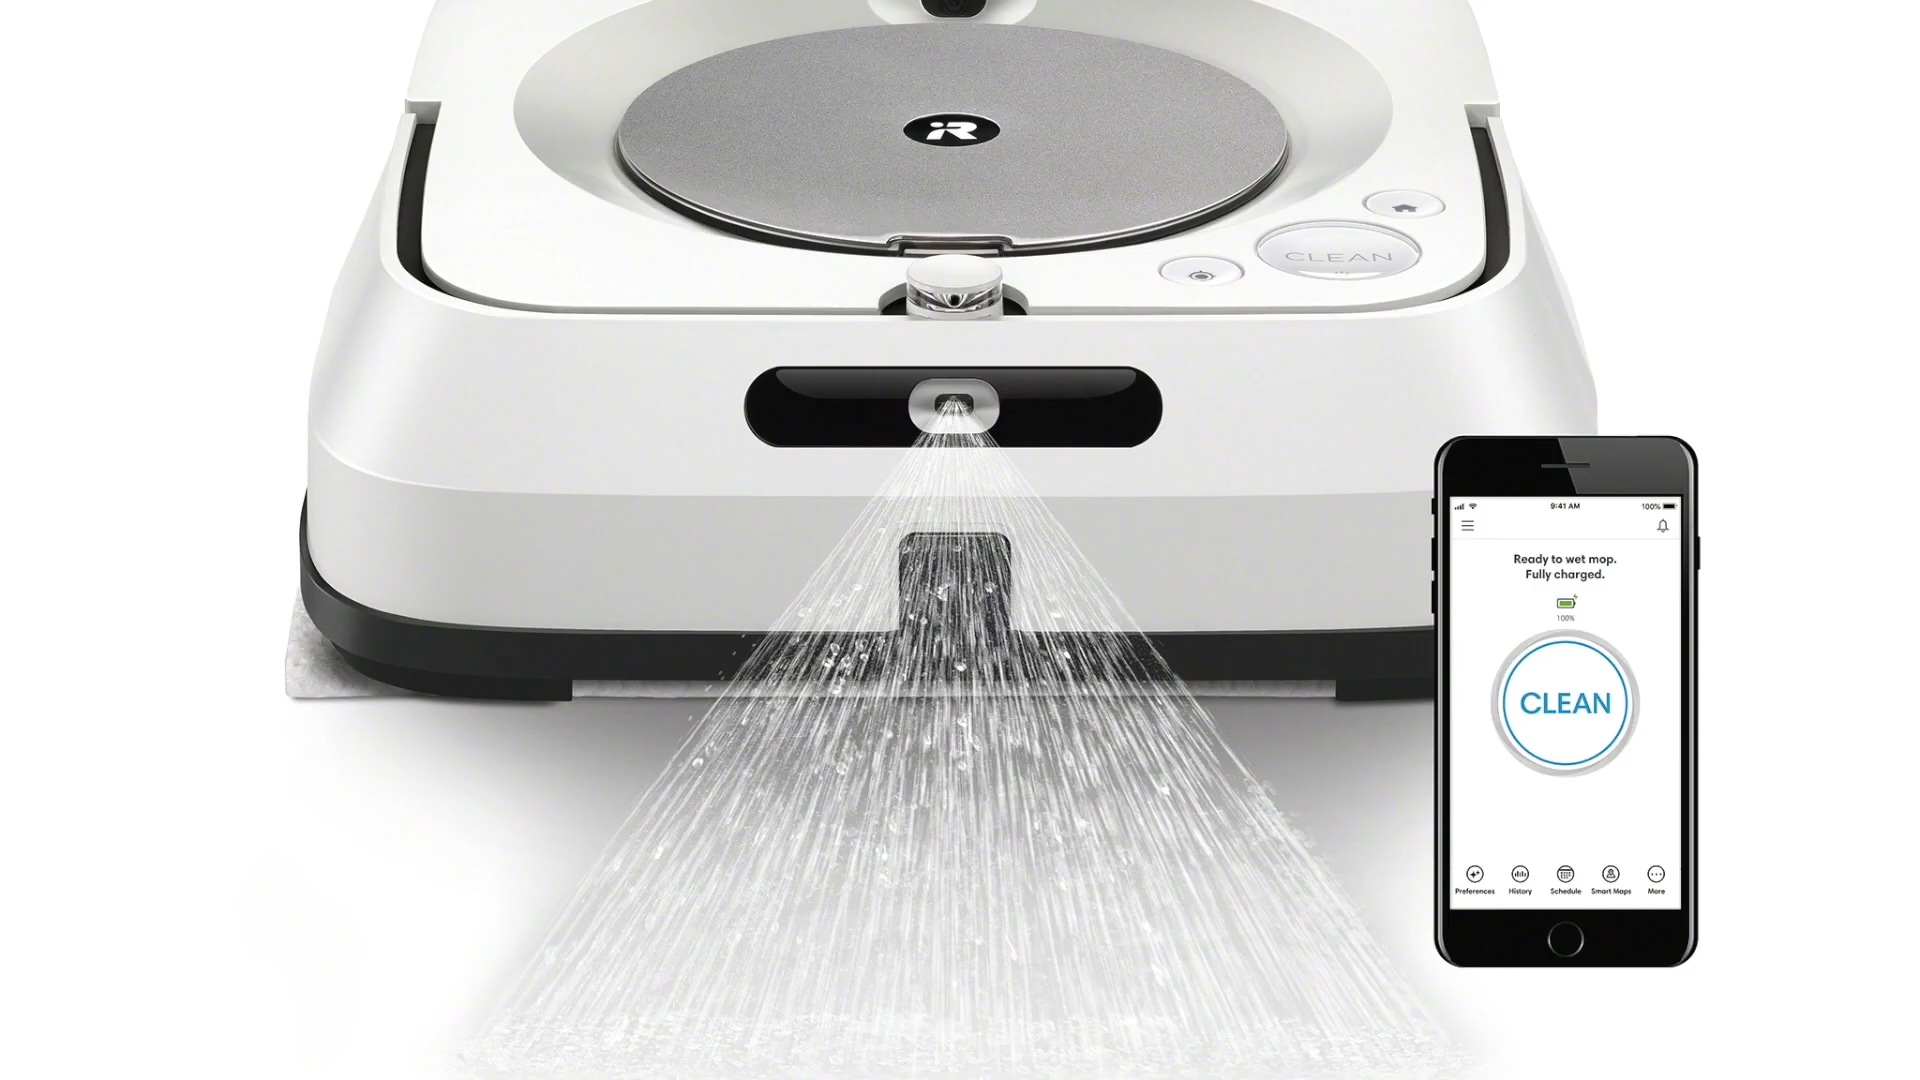 iR
CLEAN
9:41 AM
100%
Ready to wet mop.
Fully charged.
100%
CLEAN
Preferences History Schedule Smart Maps More